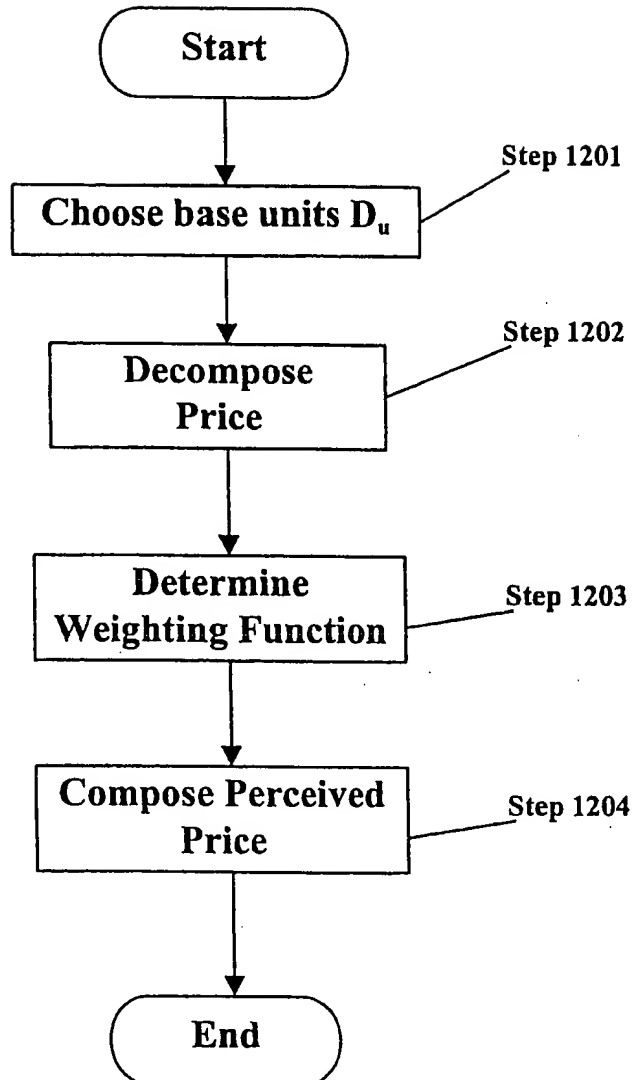 Start
Step 1201
Choose base units Du
Step 1202
Decompose
Price
Determine
Weighting Function
Step 1203
Compose Perceived
Price
Step 1204
End